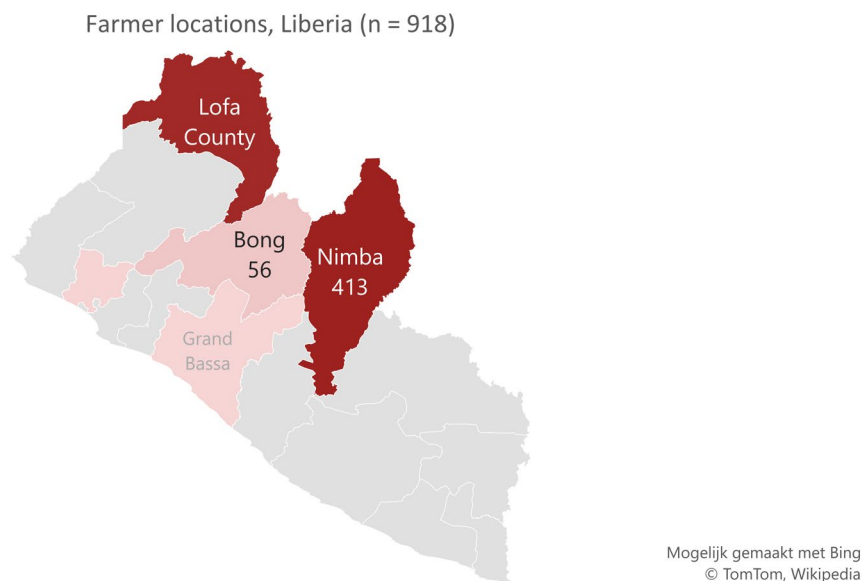 Farmer locations, Liberia (n = 918)
Lofa
County
Bong
56
Nimba
413
Grand
Bassa
Mogelijk gemaakt met Bing
© TomTom, Wikipedia